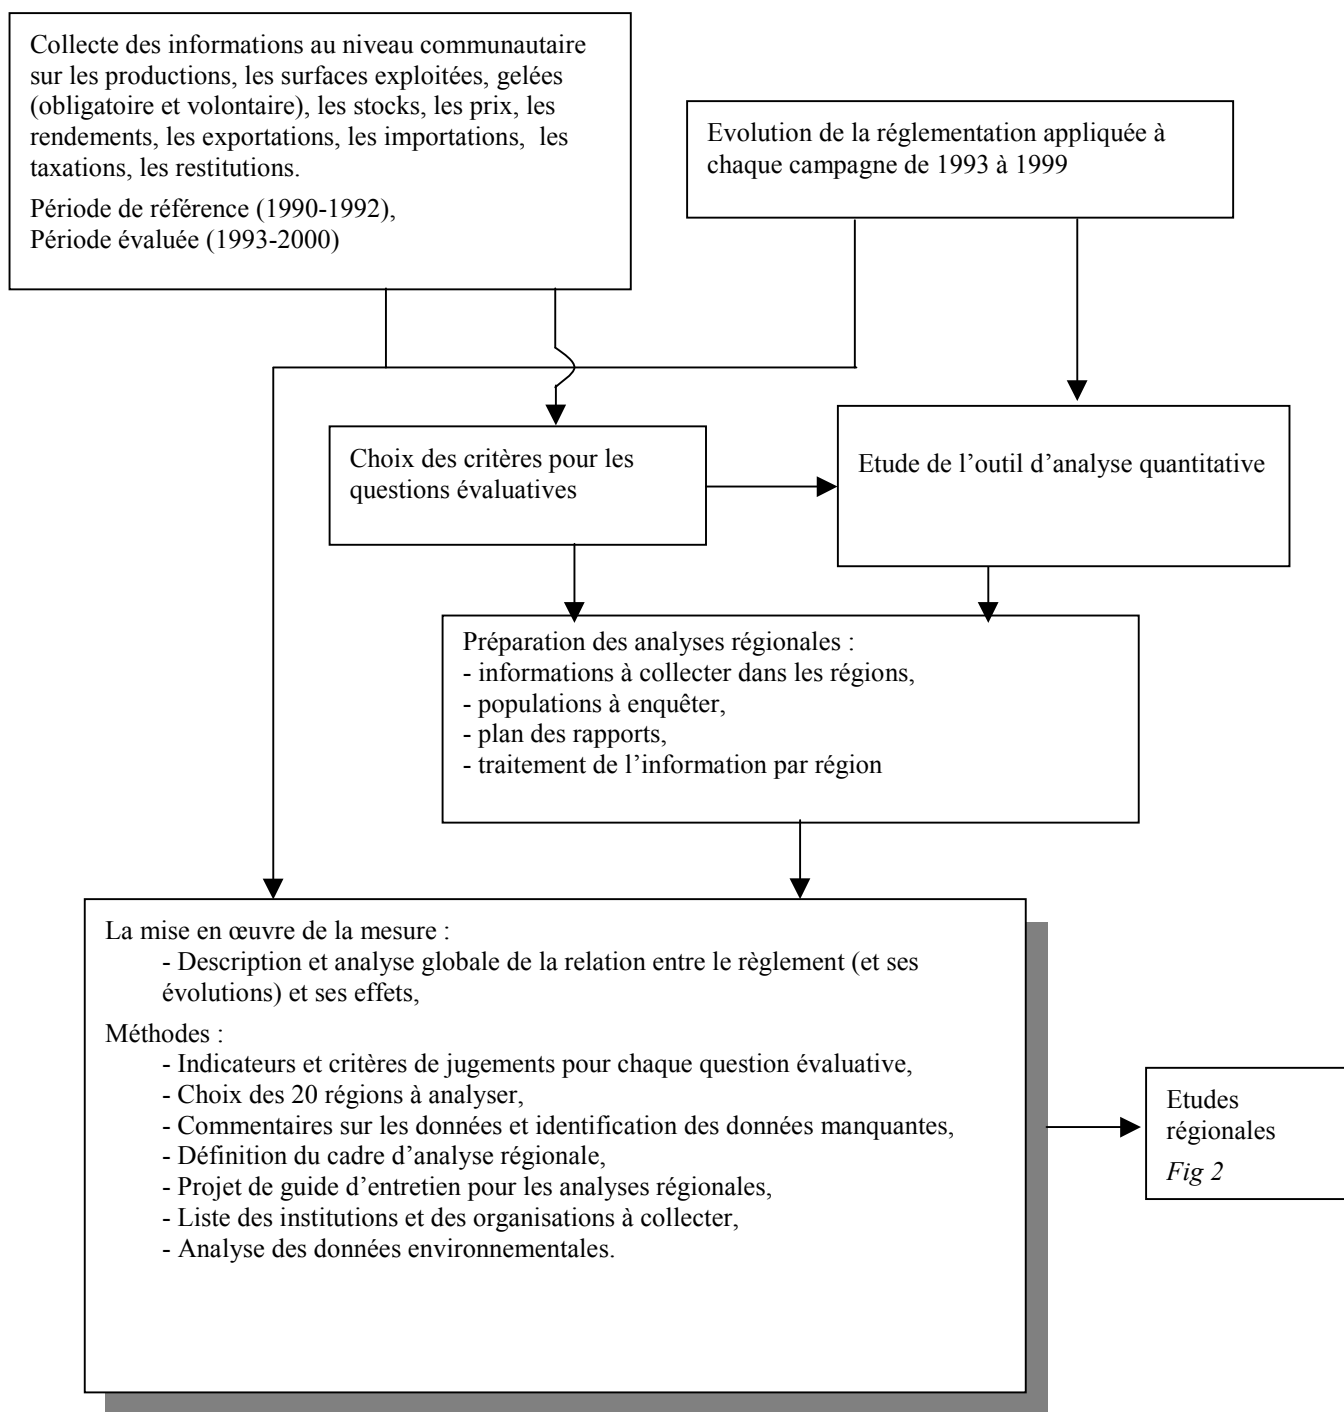 Collecte des informations au niveau communautaire
sur les productions, les surfaces exploitées, gelées
(obligatoire et volontaire), les stocks, les prix, les
rendements, les exportations, les importations, les
taxations, les restitutions.
Période de référence (1990-1992),
Période évaluée (1993-2000)
Evolution de la réglementation appliquée à
chaque campagne de 1993 à 1999
Choix des critères pour les
questions évaluatives
Etude de l’outil d’analyse quantitative
Préparation des analyses régionales :
- informations à collecter dans les régions,
- populations à enquêter,
- plan des rapports,
- traitement de l’information par région
La mise en œuvre de la mesure :
- Description et analyse globale de la relation entre le règlement (et ses
évolutions) et ses effets,
Méthodes :
- Indicateurs et critères de jugements pour chaque question évaluative,
- Choix des 20 régions à analyser,
- Commentaires sur les données et identification des données manquantes,
- Définition du cadre d’analyse régionale,
- Projet de guide d’entretien pour les analyses régionales,
- Liste des institutions et des organisations à collecter,
- Analyse des données environnementales.
Etudes
régionales
Fig 2